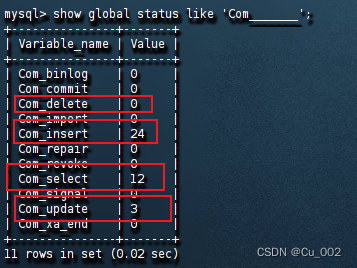 mysql> show global status like 'Com_______';
+---------------+-------+
| Variable_name | Value |
+---------------+-------+
| Com_binlog | 0 |
| Com_commit | 0 |
| Com_delete | 0 |
| Com_import | 0 |
| Com_insert | 24 |
| Com_repair | 0 |
| Com_revoke | 0 |
| Com_select | 12 |
| Com_signal | 0 |
| Com_update | 3 |
| Com_xa_end | 0 |
+---------------+-------+
11 rows in set (0.02 sec)
CSDN @Cu_002